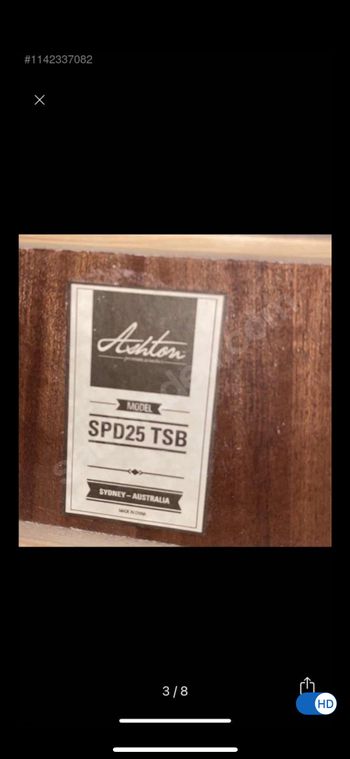 #1142337082
Ashton
MODEL
SPD25 TSB
SYDNEY – AUSTRALIA
MADE IN CHINA
3 / 8
HD